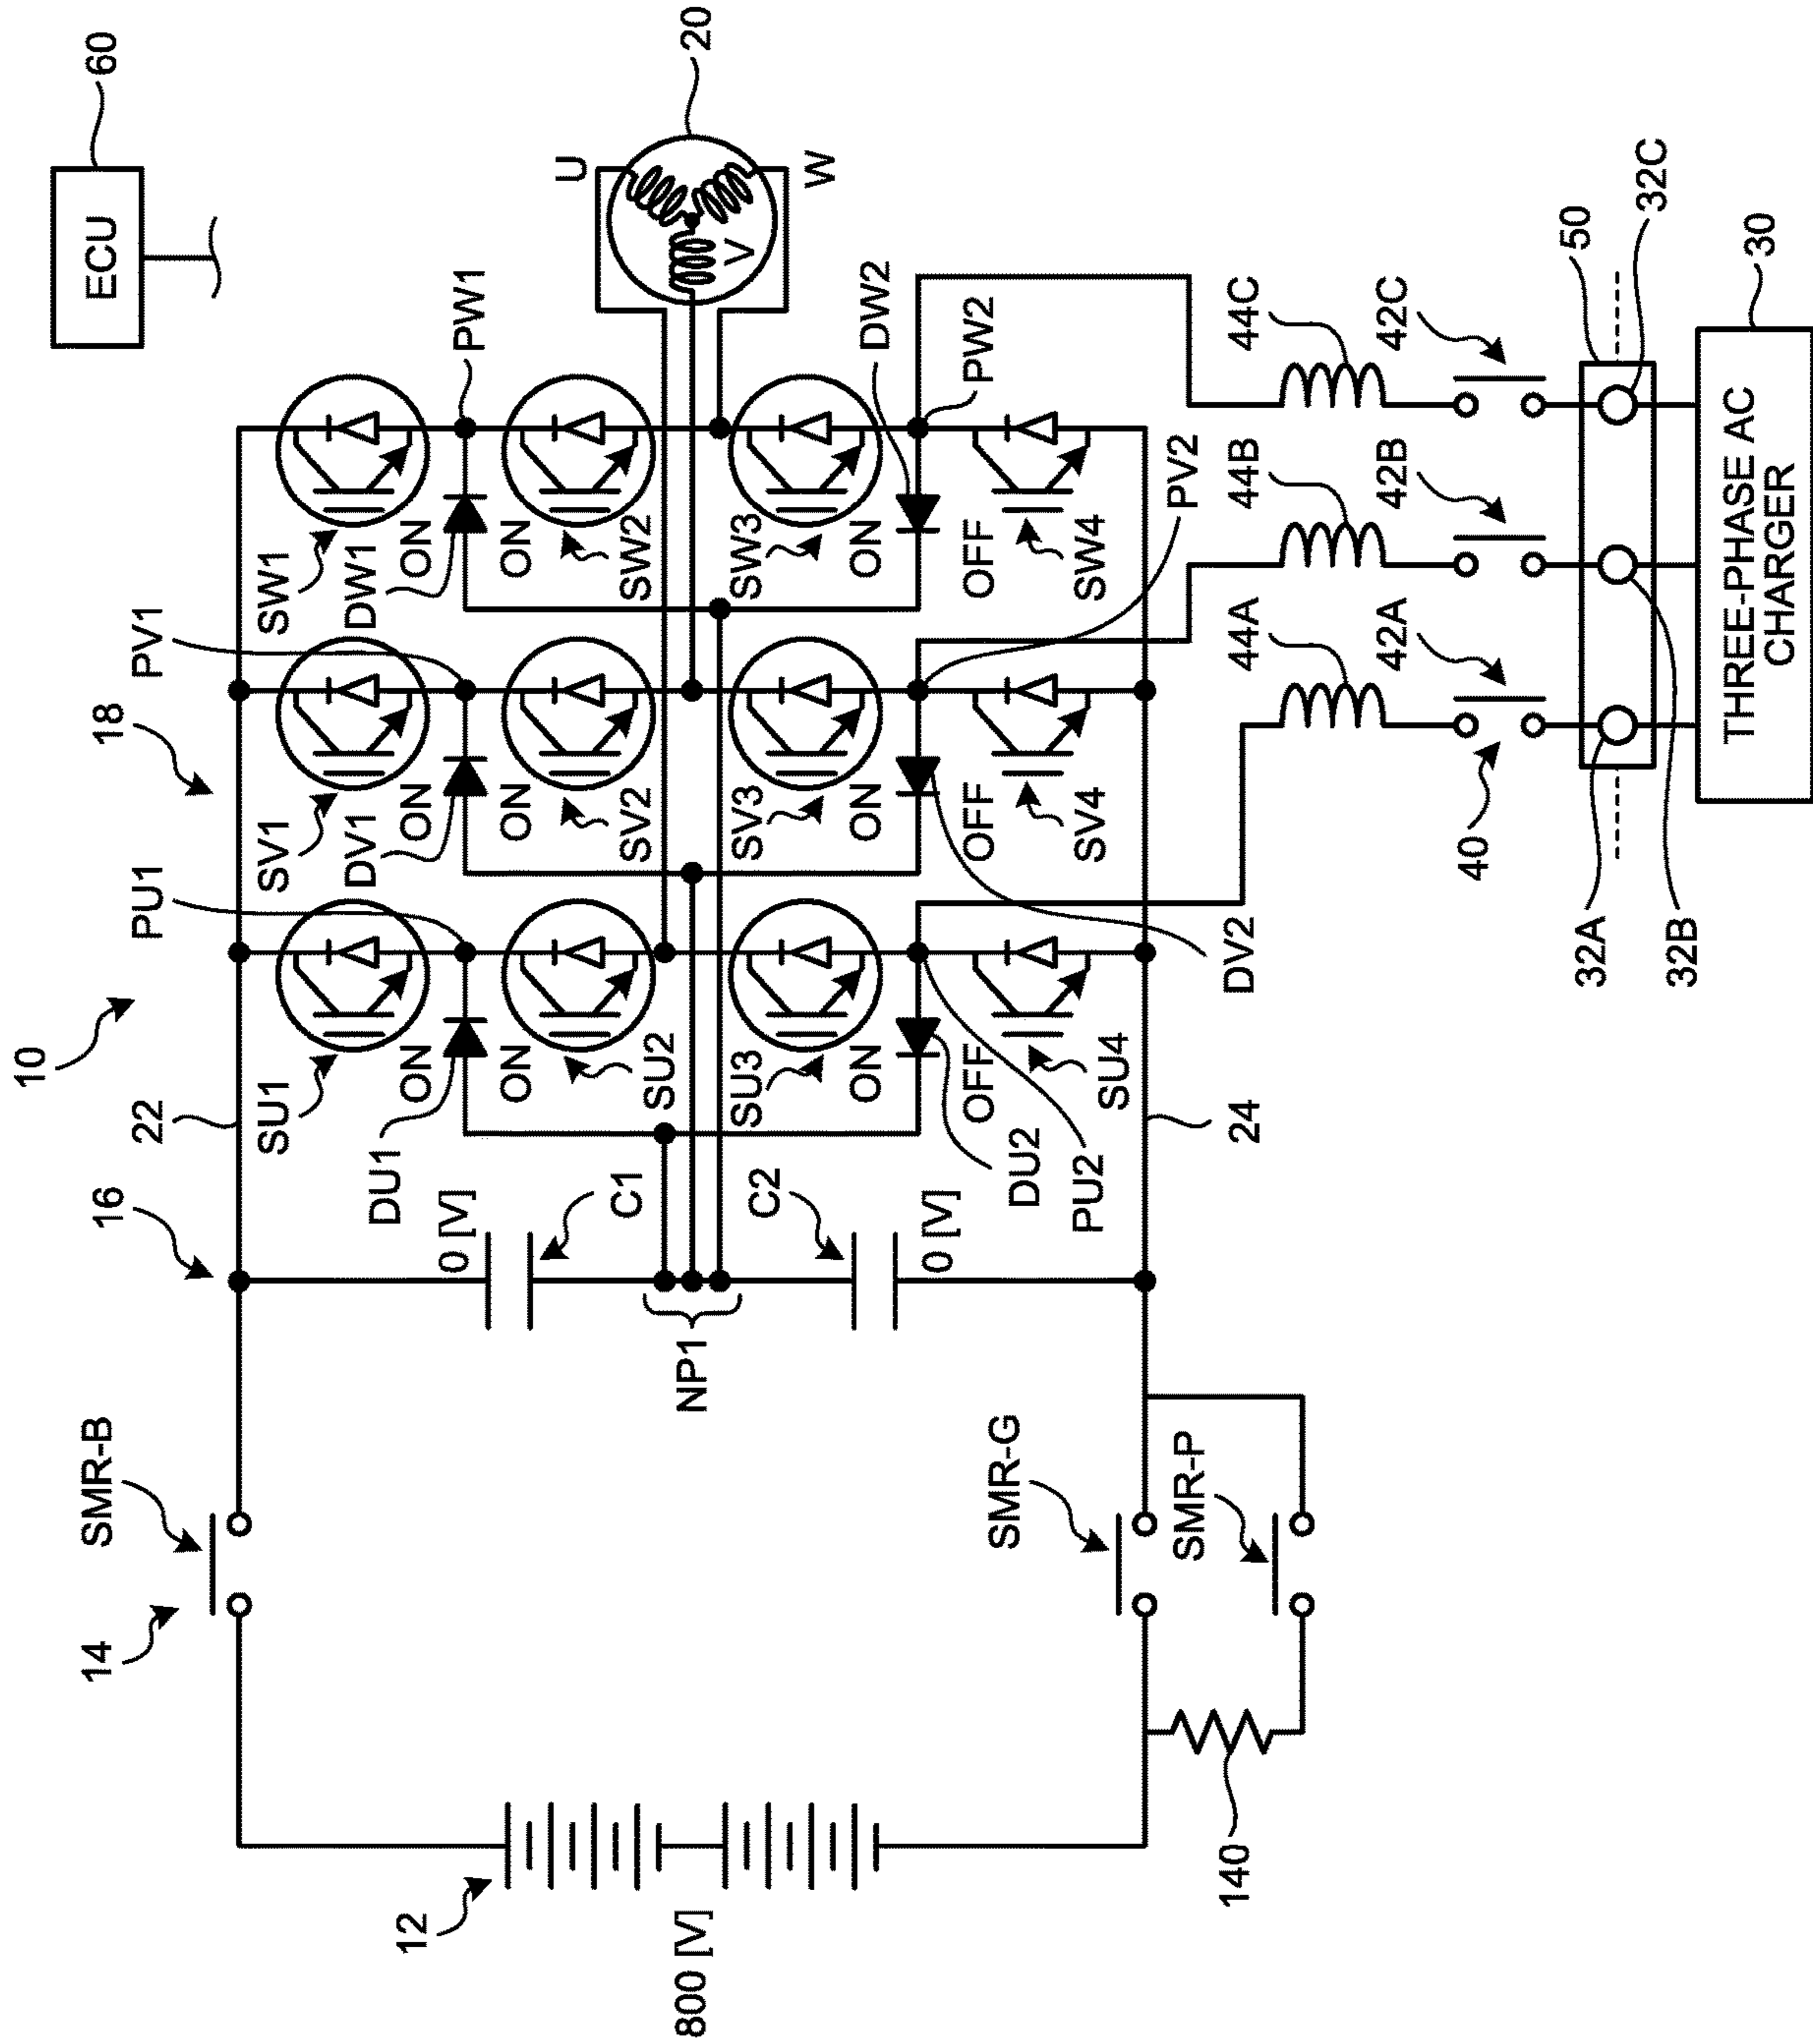 10
18
16
14
12
800 [V]
22
24
ECU
60
20
U
V
W
SMR-B
SMR-G
SMR-P
140
C1
0 [V]
NP1
C2
0 [V]
PU1
PV1
PW1
SU1
ON
DU1
ON
SU2
SU3
ON
DU2
OFF
SU4
PU2
SV1
ON
DV1
ON
SV2
SV3
ON
DV2
OFF
SV4
PV2
SW1
ON
DW1
ON
SW2
SW3
ON
DW2
OFF
SW4
PW2
44A
44B
44C
42A
42B
42C
40
50
32A
32B
32C
30
THREE-PHASE AC
CHARGER